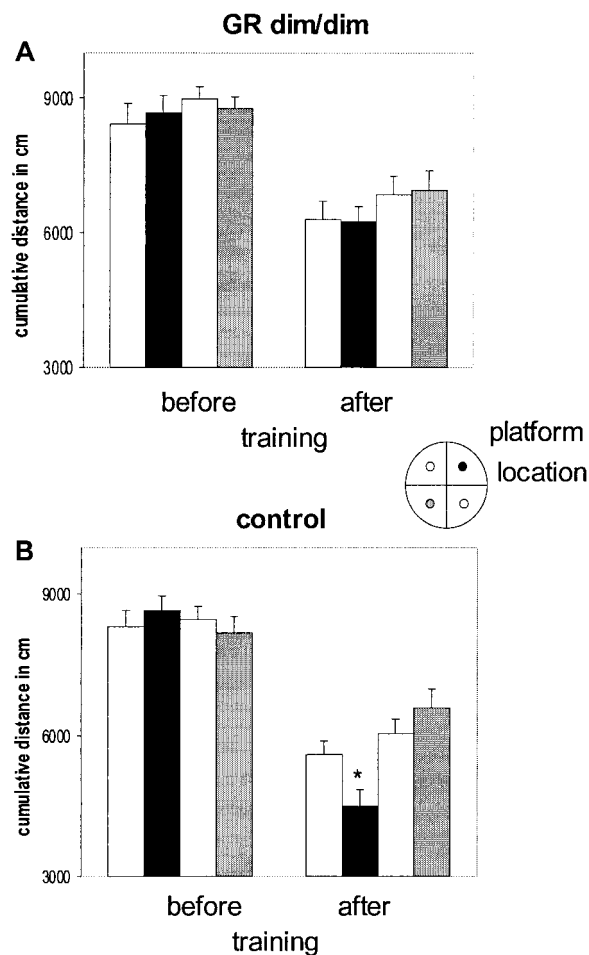 GR dim/dim
A
cumulative distance in cm
9000
6000
3000
before
after
training
platform
location
control
B
cumulative distance in cm
9000
6000
3000
*
before
after
training